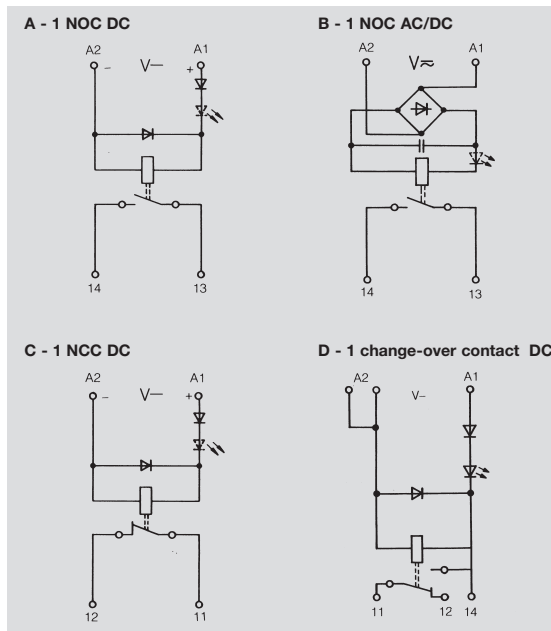 A - 1 NOC DC
A2 - V⎓ + A1
14 13
B - 1 NOC AC/DC
A2 V≂ A1
14 13
C - 1 NCC DC
A2 - V⎓ + A1
12 11
D - 1 change-over contact DC
A2 V– A1
11 12 14